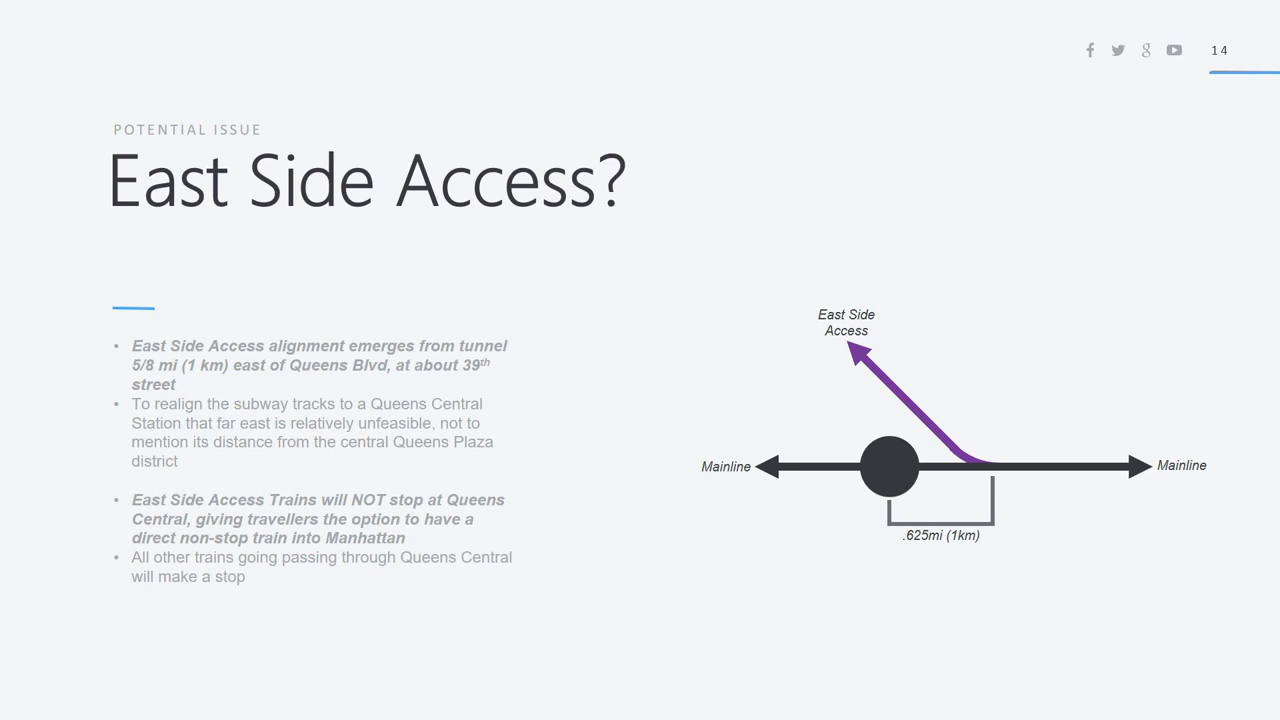 14
POTENTIAL ISSUE
East Side Access?
• East Side Access alignment emerges from tunnel
5/8 mi (1 km) east of Queens Blvd, at about 39th
street
• To realign the subway tracks to a Queens Central
Station that far east is relatively unfeasible, not to
mention its distance from the central Queens Plaza
district
• East Side Access Trains will NOT stop at Queens
Central, giving travellers the option to have a
direct non-stop train into Manhattan
• All other trains going passing through Queens Central
will make a stop
East Side
Access
Mainline
Mainline
.625mi (1km)